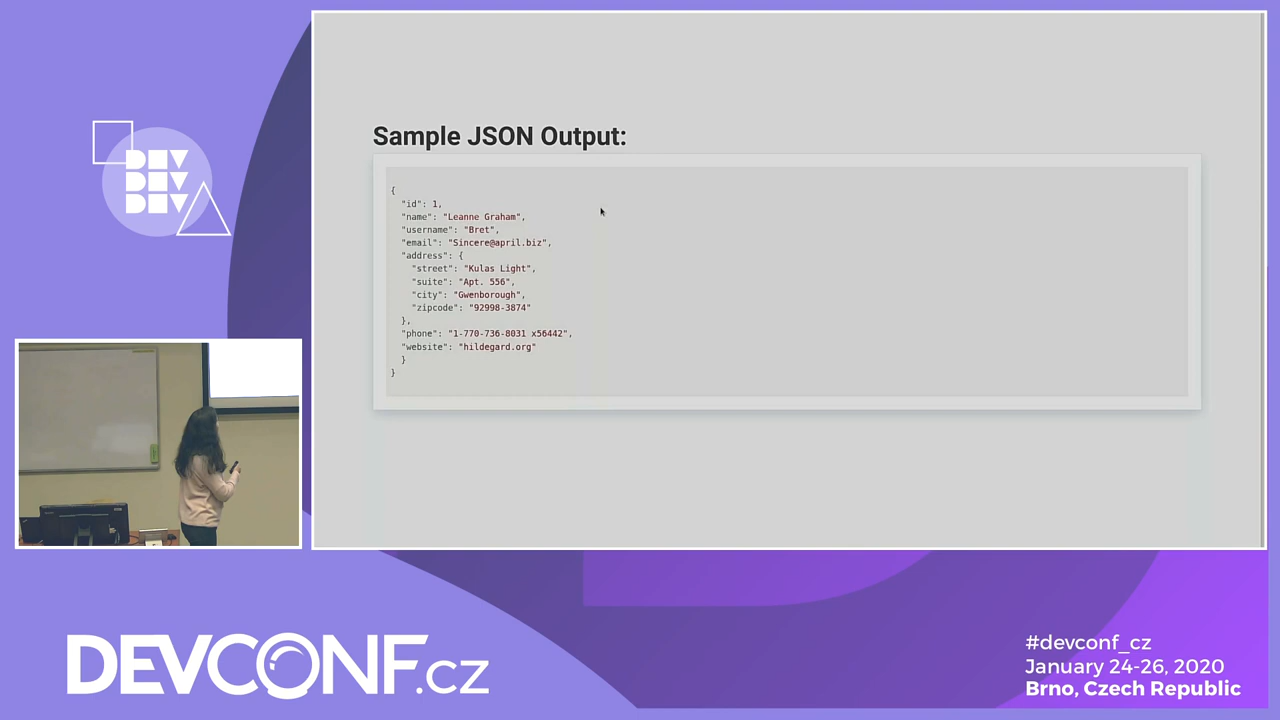 DEV
DEV
DEV
Sample JSON Output:
{
  "id": 1,
  "name": "Leanne Graham",
  "username": "Bret",
  "email": "Sincere@april.biz",
  "address": {
    "street": "Kulas Light",
    "suite": "Apt. 556",
    "city": "Gwenborough",
    "zipcode": "92998-3874"
  },
  "phone": "1-770-736-8031 x56442",
  "website": "hildegard.org"
  }
}
DEVCONF.cz
#devconf_cz
January 24-26, 2020
Brno, Czech Republic